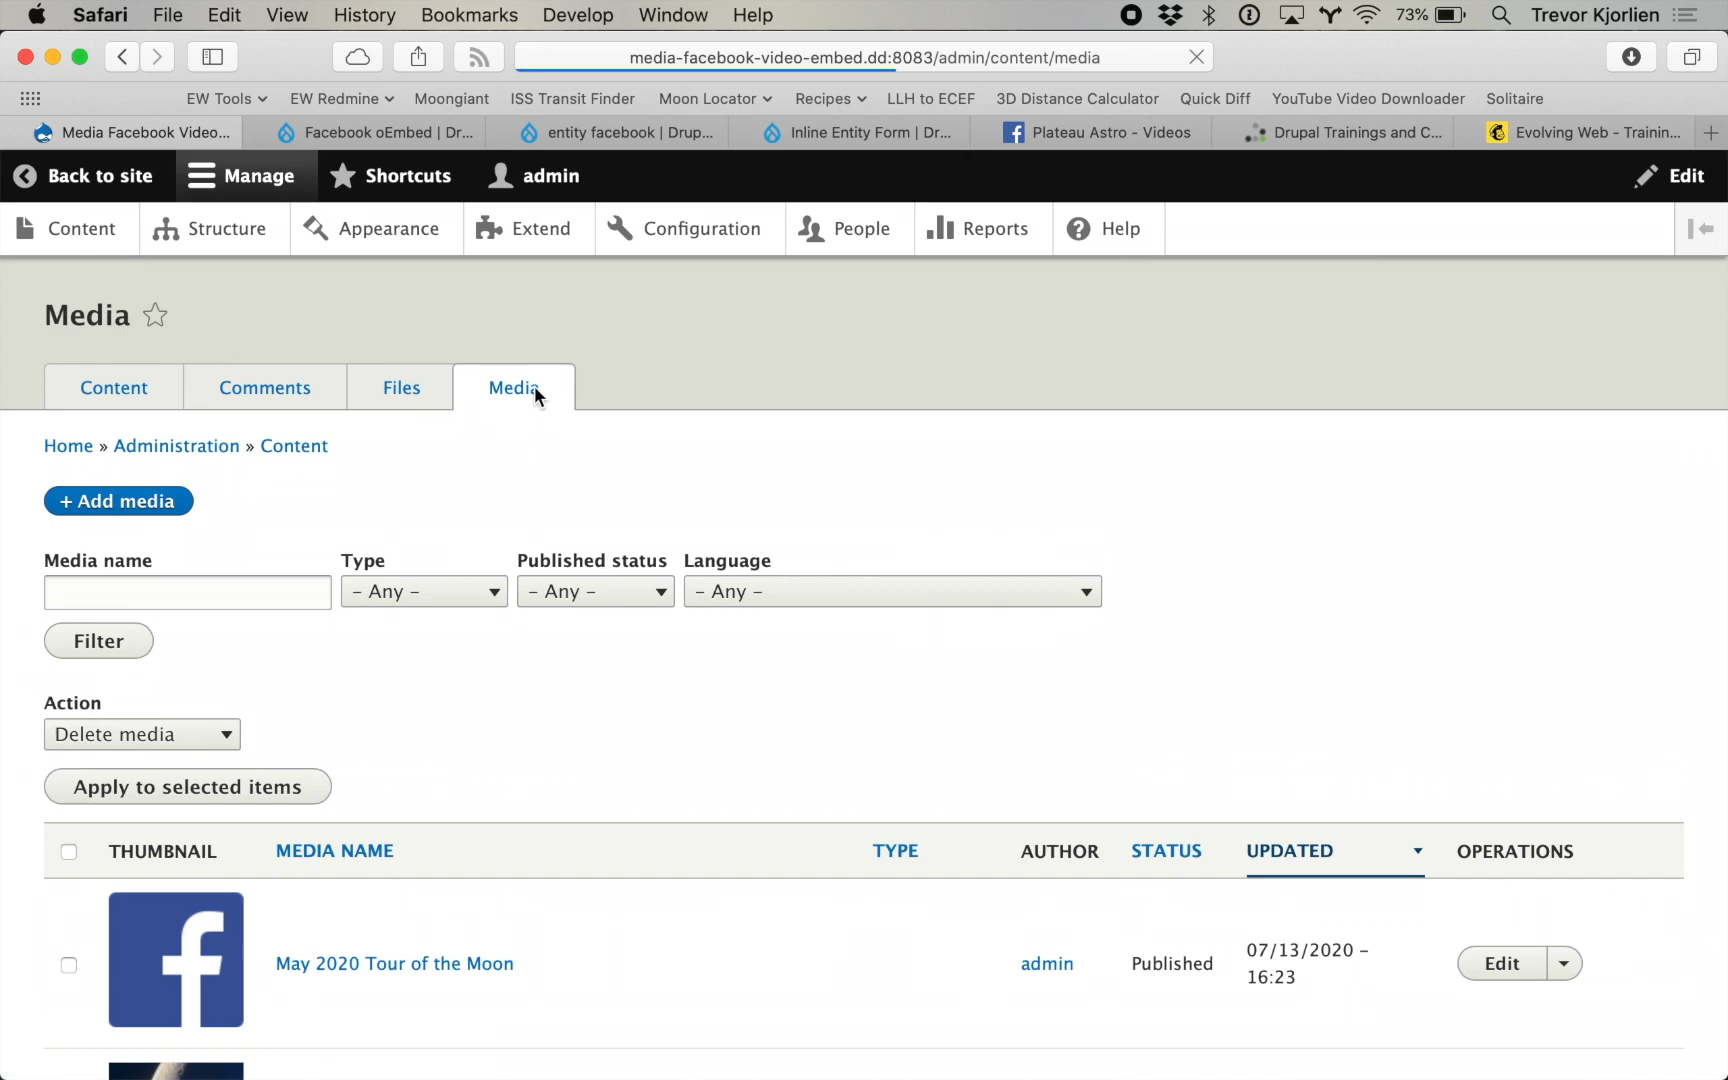 Safari File Edit View History Bookmarks Develop Window Help 73% Trevor Kjorlien
media-facebook-video-embed.dd:8083/admin/content/media
EW Tools EW Redmine Moongiant ISS Transit Finder Moon Locator Recipes LLH to ECEF 3D Distance Calculator Quick Diff YouTube Video Downloader Solitaire
Media Facebook Video... Facebook oEmbed | Dr... entity facebook | Drup... Inline Entity Form | Dr... Plateau Astro - Videos Drupal Trainings and C... Evolving Web - Trainin...
Back to site Manage Shortcuts admin Edit
Content Structure Appearance Extend Configuration People Reports Help
Media
Content Comments Files Media
Home » Administration » Content
+ Add media
Media name Type Published status Language
- Any - - Any - - Any -
Filter
Action
Delete media
Apply to selected items
THUMBNAIL MEDIA NAME TYPE AUTHOR STATUS UPDATED OPERATIONS
May 2020 Tour of the Moon admin Published 07/13/2020 - Edit
16:23